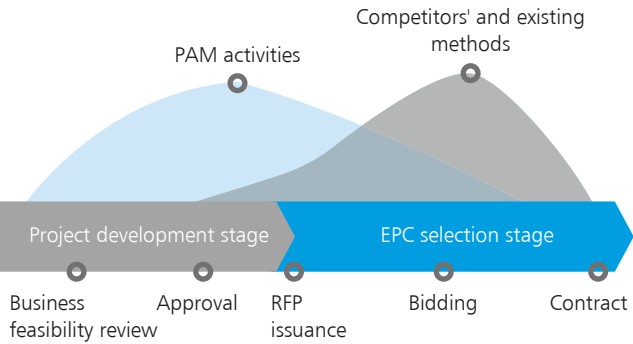 Competitors' and existing
methods
PAM activities
Project development stage
EPC selection stage
Business
feasibility review
Approval
RFP
issuance
Bidding
Contract